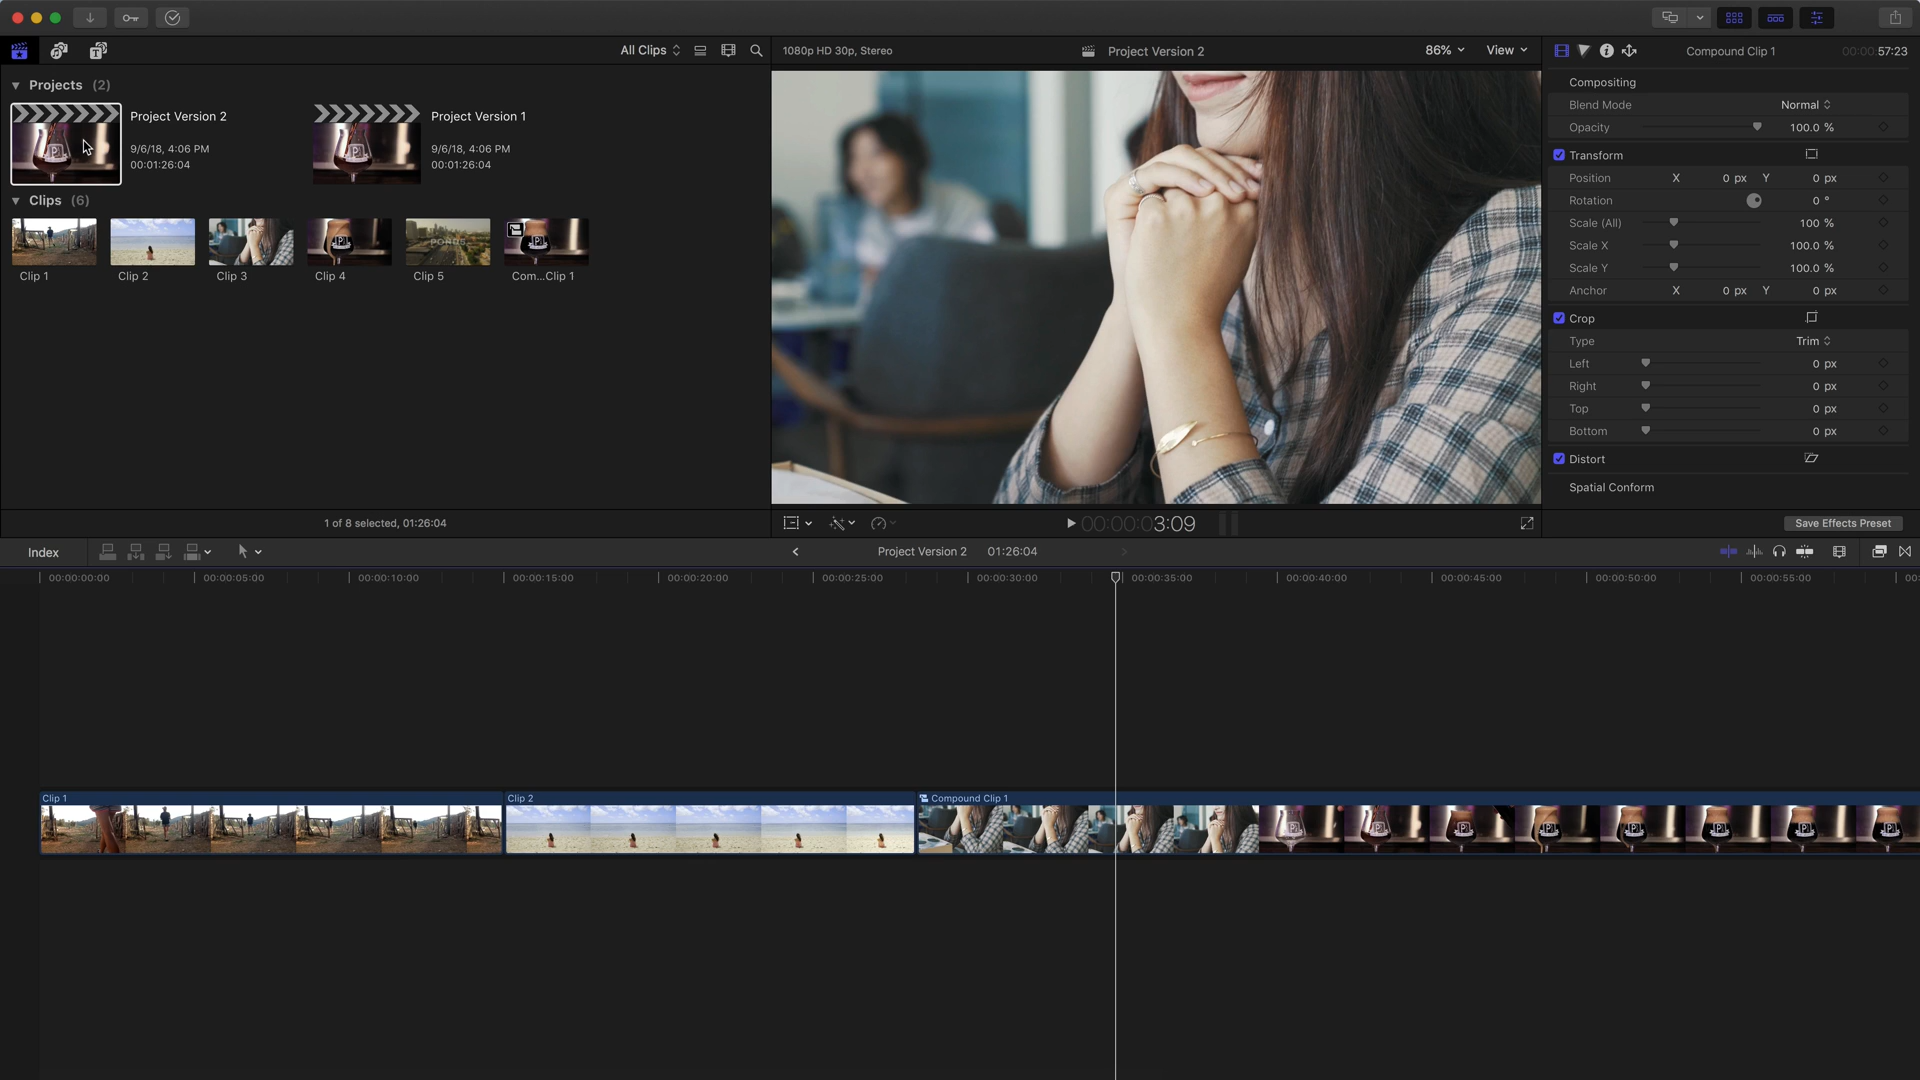 All Clips
1080p HD 30p, Stereo
Project Version 2
86%
View
Compound Clip 1
00:00:57:23
Projects (2)
Project Version 2
9/6/18, 4:06 PM
00:01:26:04
Project Version 1
9/6/18, 4:06 PM
00:01:26:04
Clips (6)
PONDS
Clip 1
Clip 2
Clip 3
Clip 4
Clip 5
Com...Clip 1
Compositing
Blend Mode Normal
Opacity 100.0 %
Transform
Position X 0 px Y 0 px
Rotation 0 °
Scale (All) 100 %
Scale X 100.0 %
Scale Y 100.0 %
Anchor X 0 px Y 0 px
Crop
Type Trim
Left 0 px
Right 0 px
Top 0 px
Bottom 0 px
Distort
Spatial Conform
1 of 8 selected, 01:26:04
00:00:03:09
Save Effects Preset
Index
Project Version 2 01:26:04
00:00:00:00 00:00:05:00 00:00:10:00 00:00:15:00 00:00:20:00 00:00:25:00 00:00:30:00 00:00:35:00 00:00:40:00 00:00:45:00 00:00:50:00 00:00:55:00 00:
Clip 1
Clip 2
Compound Clip 1